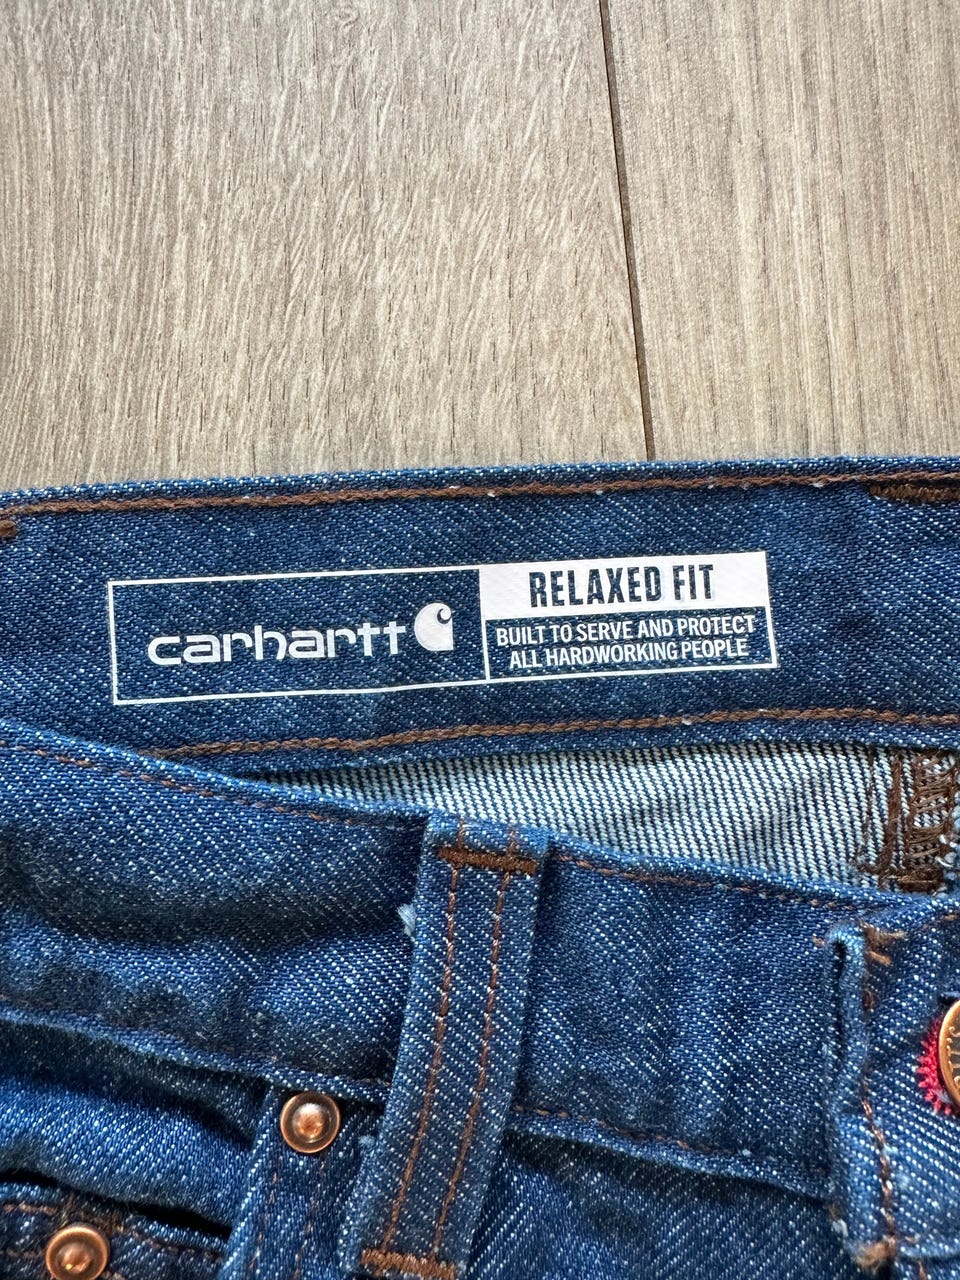 carhartt
RELAXED FIT
BUILT TO SERVE AND PROTECT
ALL HARDWORKING PEOPLE